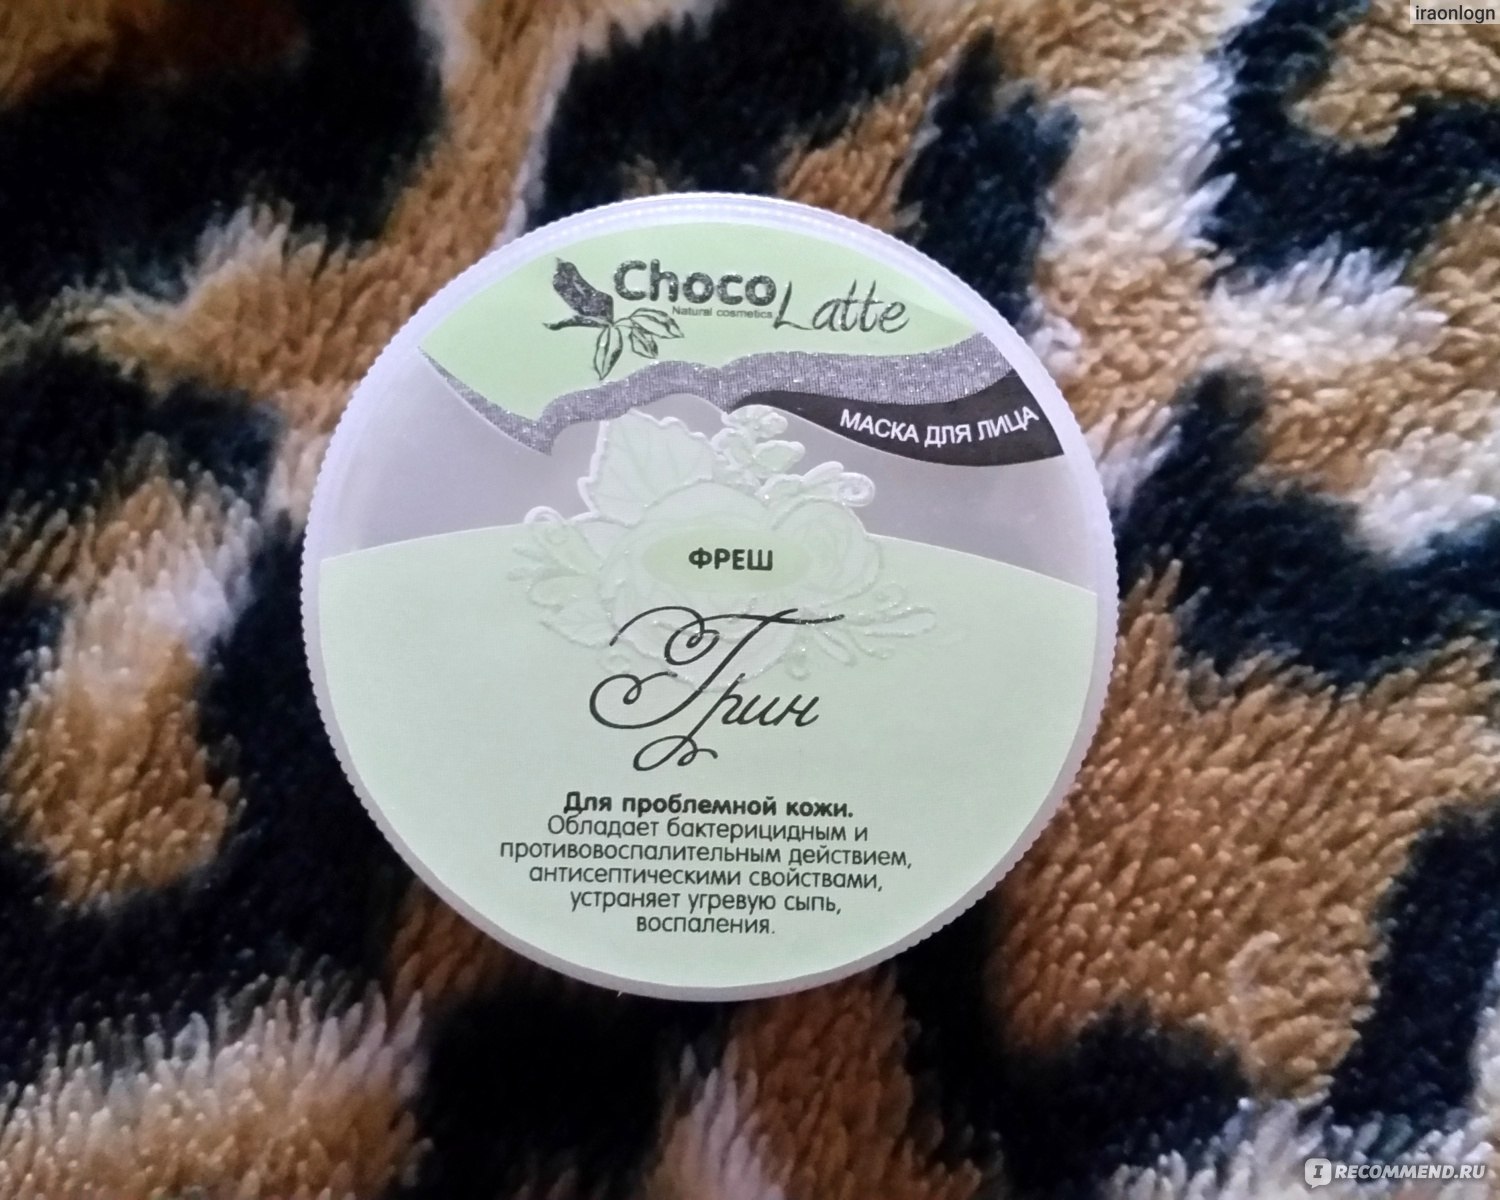 iraonlogn
Choco
Natural cosmetics
Latte
МАСКА ДЛЯ ЛИЦА
ФРЕШ
Грин
Для проблемной кожи.
Обладает бактерицидным и
противовоспалительным действием,
антисептическими свойствами,
устраняет угревую сыпь,
воспаления.
IRECOMMEND.RU